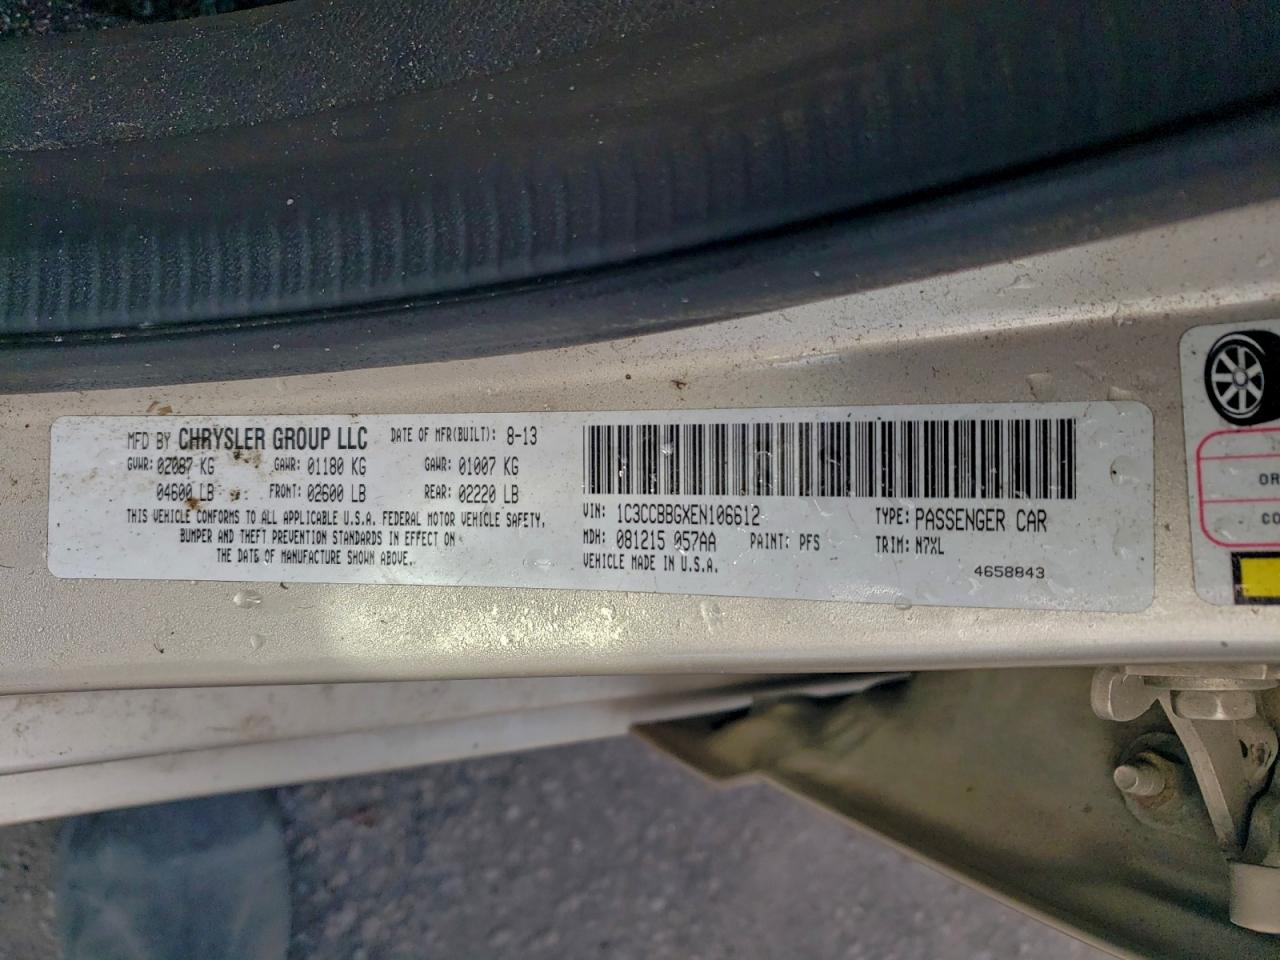 MFD BY CHRYSLER GROUP LLC DATE OF MFR(BUILT): 8-13
GVWR: 02087 KG GAWR: 01180 KG GAWR: 01007 KG
04600 LB FRONT: 02600 LB REAR: 02220 LB
THIS VEHICLE CONFORMS TO ALL APPLICABLE U.S.A. FEDERAL MOTOR VEHICLE SAFETY,
BUMPER AND THEFT PREVENTION STANDARDS IN EFFECT ON
THE DATE OF MANUFACTURE SHOWN ABOVE.
VIN: 1C3CCBBGXEN106612 TYPE: PASSENGER CAR
MDH: 081215 057AA PAINT: PFS TRIM: N7XL
VEHICLE MADE IN U.S.A.
4658843
OR
CO